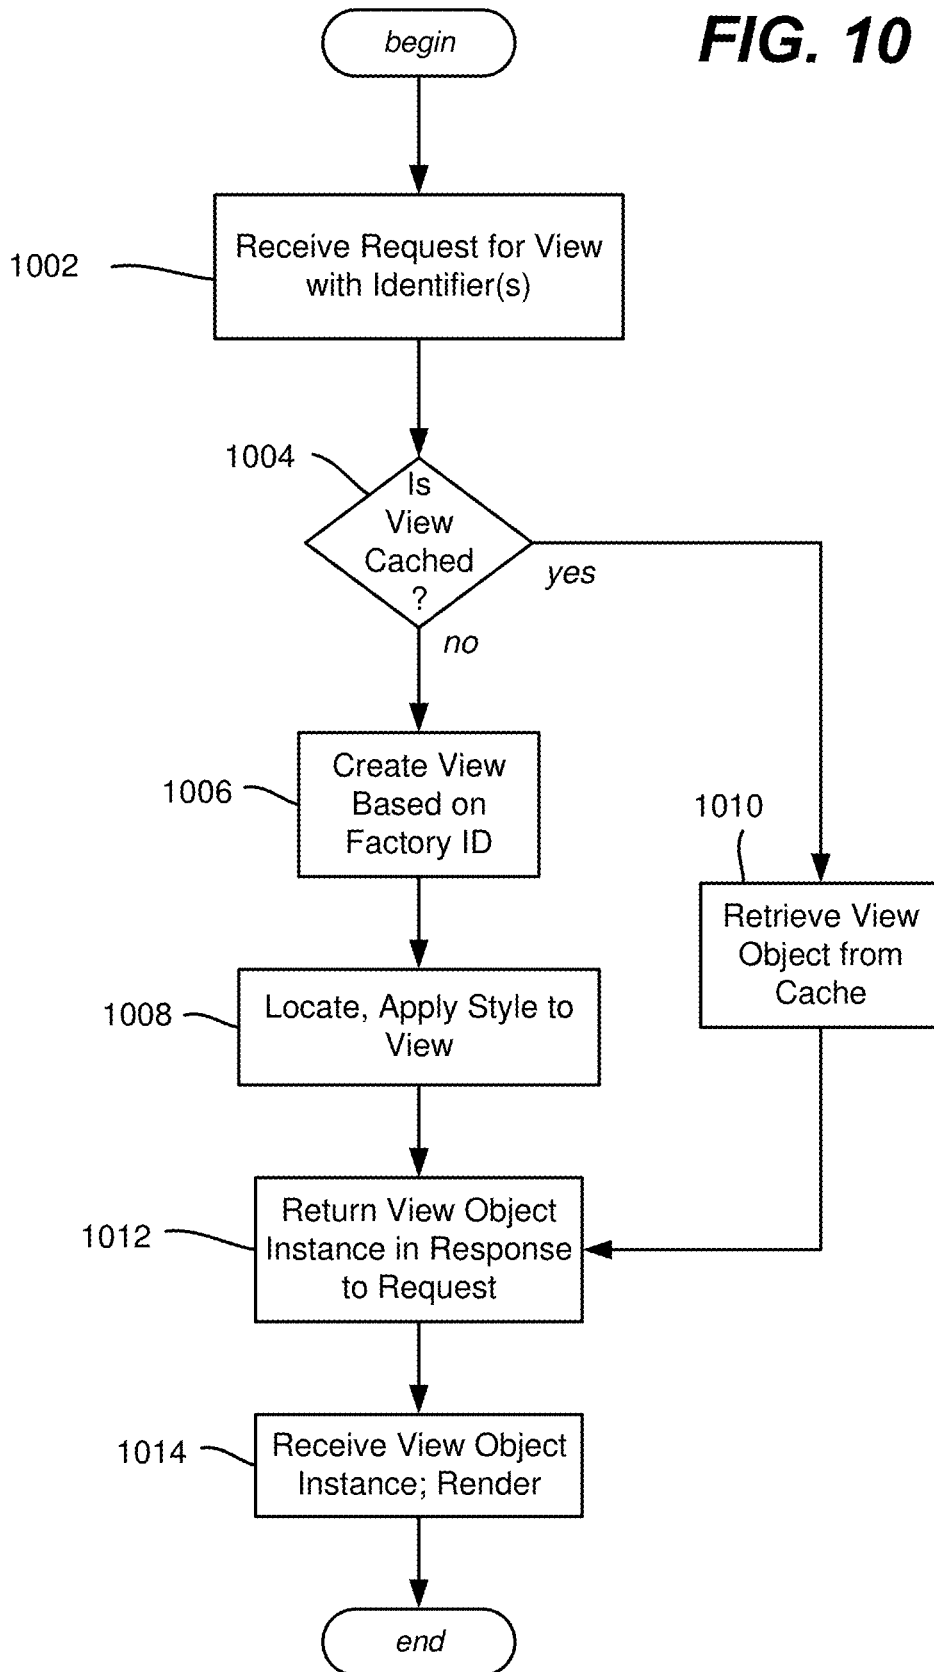 begin
FIG. 10
Receive Request for View
with Identifier(s)
1002
1004
Is
View
Cached
?
yes
no
Create View
Based on
Factory ID
1006
1010
Retrieve View
Object from
Cache
Locate, Apply Style to
View
1008
Return View Object
Instance in Response
to Request
1012
Receive View Object
Instance; Render
1014
end